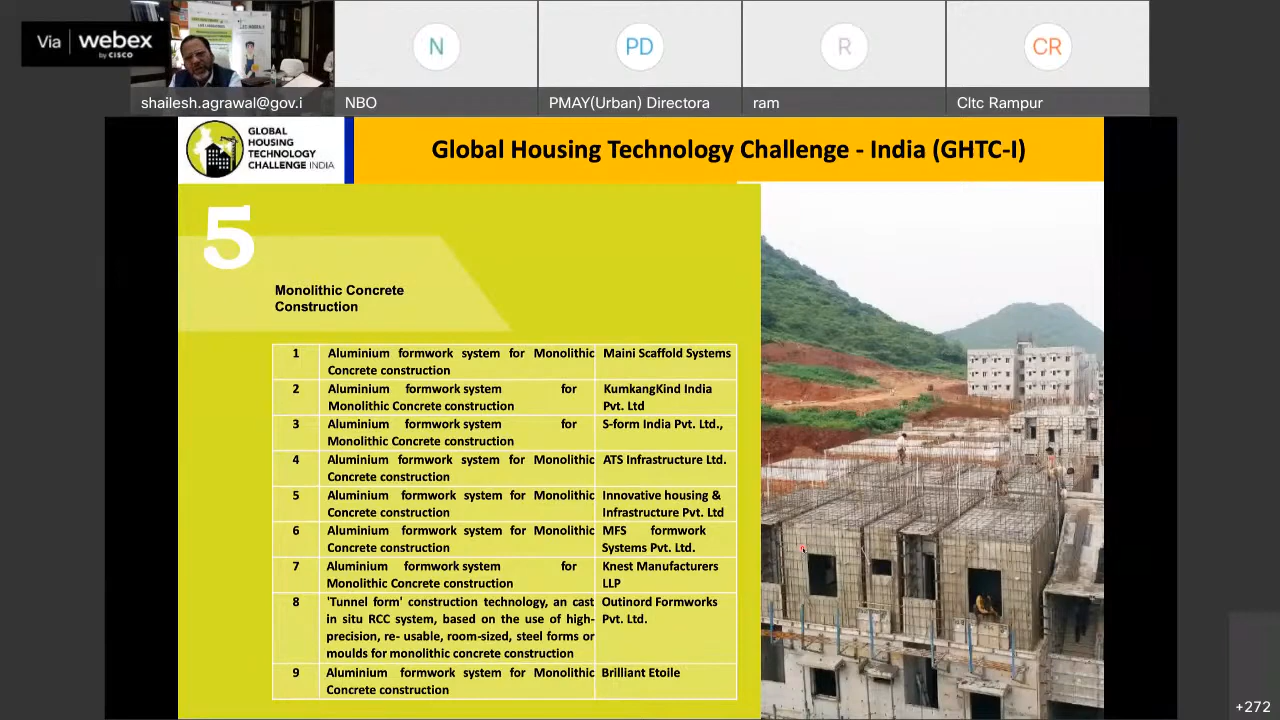 Via webex
by CISCO
N
PD
R
CR
shailesh.agrawal@gov.i
NBO
PMAY(Urban) Directora
ram
Cltc Rampur
GLOBAL
HOUSING
TECHNOLOGY
CHALLENGE INDIA
Global Housing Technology Challenge - India (GHTC-I)
5
Monolithic Concrete
Construction
1 Aluminium formwork system for Monolithic Maini Scaffold Systems
Concrete construction
2 Aluminium formwork system for KumkangKind India
Monolithic Concrete construction Pvt. Ltd
3 Aluminium formwork system for S-form India Pvt. Ltd.,
Monolithic Concrete construction
4 Aluminium formwork system for Monolithic ATS Infrastructure Ltd.
Concrete construction
5 Aluminium formwork system for Monolithic Innovative housing &
Concrete construction Infrastructure Pvt. Ltd
6 Aluminium formwork system for Monolithic MFS formwork
Concrete construction Systems Pvt. Ltd.
7 Aluminium formwork system for Knest Manufacturers
Monolithic Concrete construction LLP
8 'Tunnel form' construction technology, an cast Outinord Formworks
in situ RCC system, based on the use of high- Pvt. Ltd.
precision, re- usable, room-sized, steel forms or
moulds for monolithic concrete construction
9 Aluminium formwork system for Monolithic Brilliant Etoile
Concrete construction
+272